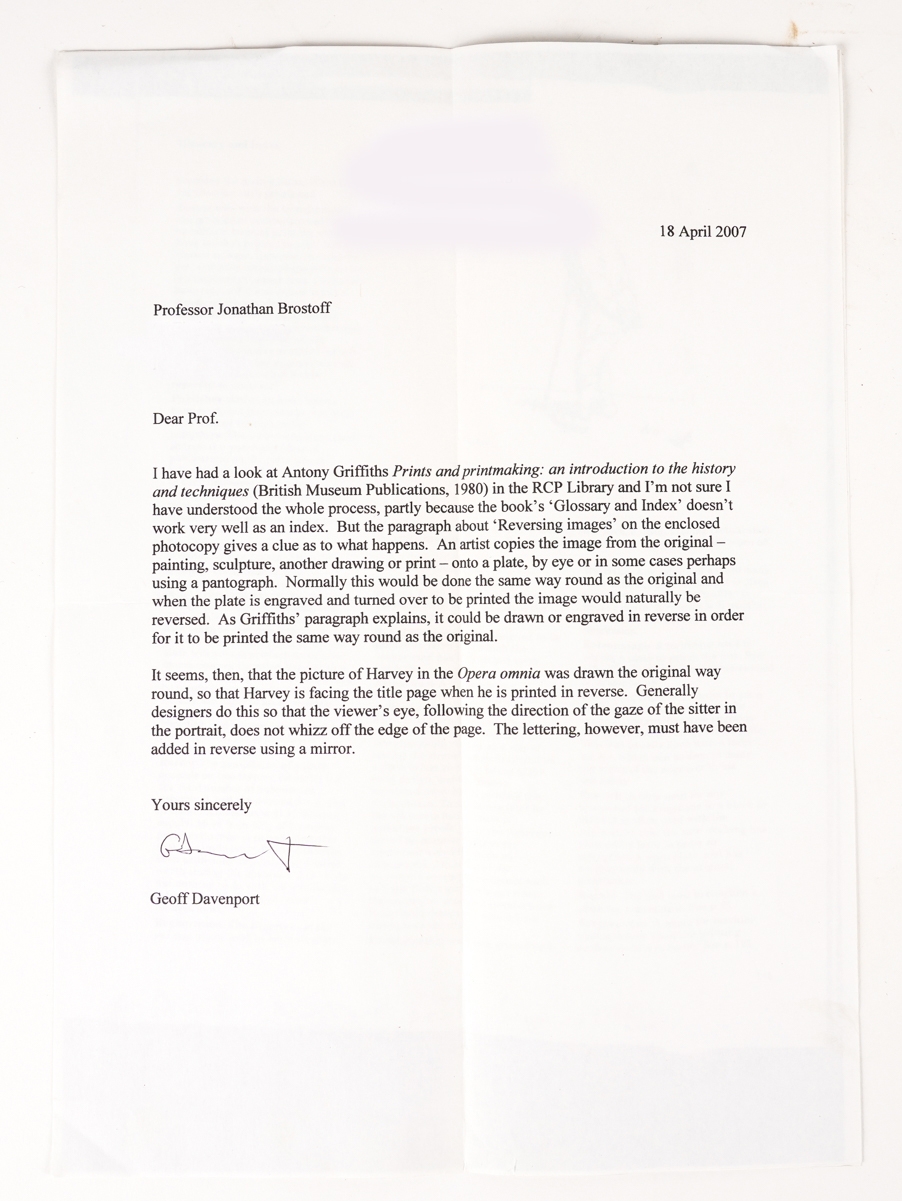 18 April 2007
Professor Jonathan Brostoff
Dear Prof.
I have had a look at Antony Griffiths Prints and printmaking: an introduction to the history
and techniques (British Museum Publications, 1980) in the RCP Library and I'm not sure I
have understood the whole process, partly because the book's 'Glossary and Index' doesn't
work very well as an index.  But the paragraph about 'Reversing images' on the enclosed
photocopy gives a clue as to what happens.  An artist copies the image from the original –
painting, sculpture, another drawing or print – onto a plate, by eye or in some cases perhaps
using a pantograph.  Normally this would be done the same way round as the original and
when the plate is engraved and turned over to be printed the image would naturally be
reversed.  As Griffiths' paragraph explains, it could be drawn or engraved in reverse in order
for it to be printed the same way round as the original.
It seems, then, that the picture of Harvey in the Opera omnia was drawn the original way
round, so that Harvey is facing the title page when he is printed in reverse.  Generally
designers do this so that the viewer's eye, following the direction of the gaze of the sitter in
the portrait, does not whizz off the edge of the page.  The lettering, however, must have been
added in reverse using a mirror.
Yours sincerely
Geoff Davenport